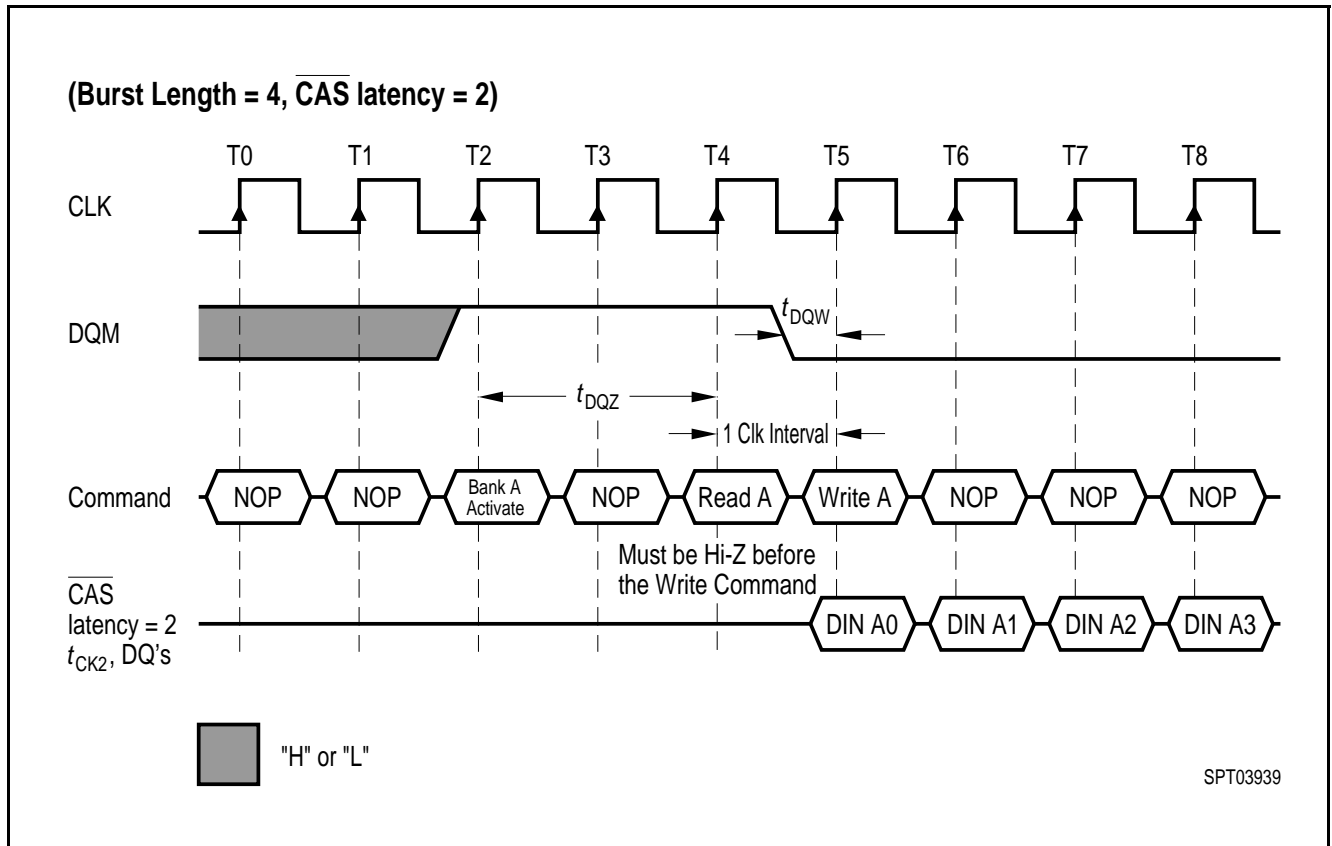 (Burst Length = 4, CAS latency = 2)
T0 T1 T2 T3 T4 T5 T6 T7 T8
CLK
DQM
tDQW
tDQZ
1 Clk Interval
Command
NOP NOP Bank A Activate NOP Read A Write A NOP NOP NOP
Must be Hi-Z before
the Write Command
CAS
latency = 2
tCK2, DQ's
DIN A0 DIN A1 DIN A2 DIN A3
"H" or "L"
SPT03939